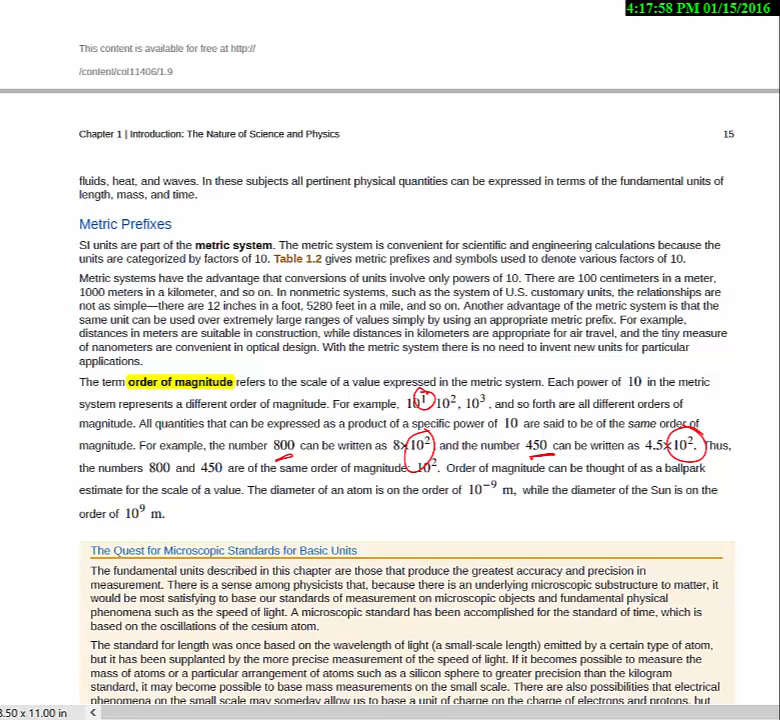 4:17:58 PM 01/15/2016
This content is available for free at http://
/content/col11406/1.9
Chapter 1 | Introduction: The Nature of Science and Physics 15
fluids, heat, and waves. In these subjects all pertinent physical quantities can be expressed in terms of the fundamental units of
length, mass, and time.
Metric Prefixes
SI units are part of the metric system. The metric system is convenient for scientific and engineering calculations because the
units are categorized by factors of 10. Table 1.2 gives metric prefixes and symbols used to denote various factors of 10.
Metric systems have the advantage that conversions of units involve only powers of 10. There are 100 centimeters in a meter,
1000 meters in a kilometer, and so on. In nonmetric systems, such as the system of U.S. customary units, the relationships are
not as simple—there are 12 inches in a foot, 5280 feet in a mile, and so on. Another advantage of the metric system is that the
same unit can be used over extremely large ranges of values simply by using an appropriate metric prefix. For example,
distances in meters are suitable in construction, while distances in kilometers are appropriate for air travel, and the tiny measure
of nanometers are convenient in optical design. With the metric system there is no need to invent new units for particular
applications.
The term order of magnitude refers to the scale of a value expressed in the metric system. Each power of 10 in the metric
system represents a different order of magnitude. For example, 10¹ 10², 10³, and so forth are all different orders of
magnitude. All quantities that can be expressed as a product of a specific power of 10 are said to be of the same order of
magnitude. For example, the number 800 can be written as 8×10² and the number 450 can be written as 4.5×10². Thus,
the numbers 800 and 450 are of the same order of magnitude: 10². Order of magnitude can be thought of as a ballpark
estimate for the scale of a value. The diameter of an atom is on the order of 10⁻⁹ m, while the diameter of the Sun is on the
order of 10⁹ m.
The Quest for Microscopic Standards for Basic Units
The fundamental units described in this chapter are those that produce the greatest accuracy and precision in
measurement. There is a sense among physicists that, because there is an underlying microscopic substructure to matter, it
would be most satisfying to base our standards of measurement on microscopic objects and fundamental physical
phenomena such as the speed of light. A microscopic standard has been accomplished for the standard of time, which is
based on the oscillations of the cesium atom.
The standard for length was once based on the wavelength of light (a small-scale length) emitted by a certain type of atom,
but it has been supplanted by the more precise measurement of the speed of light. If it becomes possible to measure the
mass of atoms or a particular arrangement of atoms such as a silicon sphere to greater precision than the kilogram
standard, it may become possible to base mass measurements on the small scale. There are also possibilities that electrical
phenomena on the small scale may someday allow us to base a unit of charge on the charge of electrons and protons, but
8.50 x 11.00 in